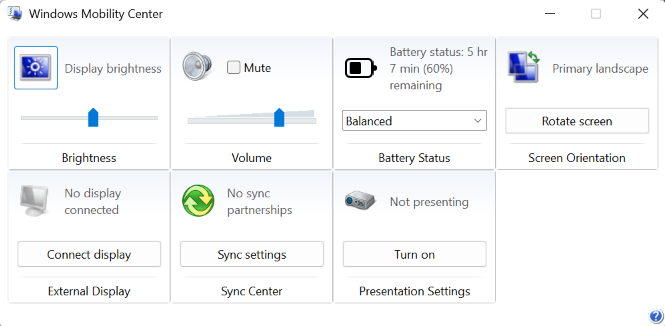 Windows Mobility Center
Display brightness
Brightness
Mute
Volume
Battery status: 5 hr
7 min (60%)
remaining
Balanced
Battery Status
Primary landscape
Rotate screen
Screen Orientation
No display
connected
Connect display
External Display
No sync
partnerships
Sync settings
Sync Center
Not presenting
Turn on
Presentation Settings
?